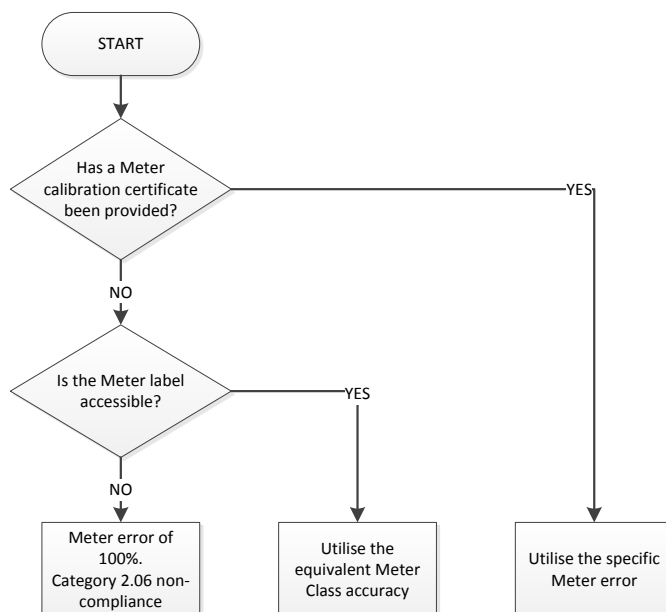 START
Has a Meter
calibration certificate
been provided?
YES
NO
Is the Meter label
accessible?
YES
NO
Meter error of
100%.
Category 2.06 non-
compliance
Utilise the
equivalent Meter
Class accuracy
Utilise the specific
Meter error